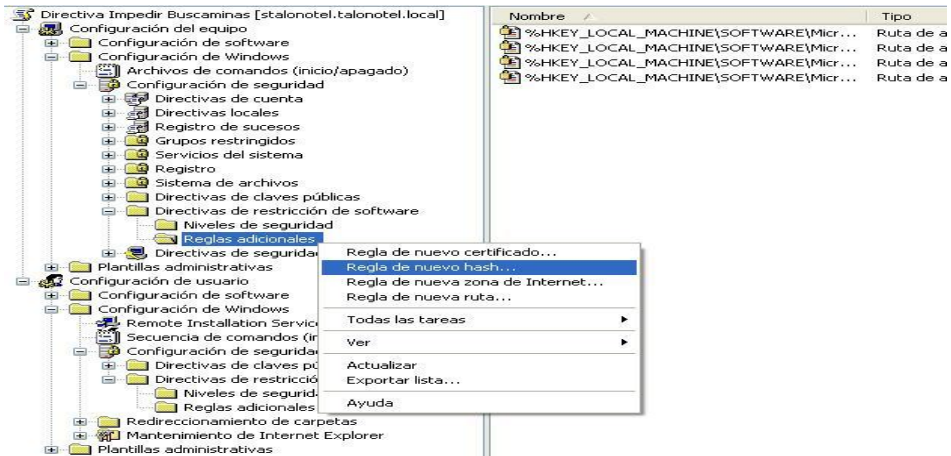 Directiva Impedir Buscaminas [stalonotel.talonotel.local]
Configuración del equipo
Configuración de software
Configuración de Windows
Archivos de comandos (inicio/apagado)
Configuración de seguridad
Directivas de cuenta
Directivas locales
Registro de sucesos
Grupos restringidos
Servicios del sistema
Registro
Sistema de archivos
Directivas de claves públicas
Directivas de restricción de software
Niveles de seguridad
Reglas adicionales
Directivas de segurida
Plantillas administrativas
Configuración de usuario
Configuración de software
Configuración de Windows
Remote Installation Servic
Secuencia de comandos (in
Configuración de segurida
Directivas de claves pú
Directivas de restricció
Niveles de segurid
Reglas adicionales
Redireccionamiento de carpetas
Mantenimiento de Internet Explorer
Plantillas administrativas
Regla de nuevo certificado...
Regla de nuevo hash...
Regla de nueva zona de Internet...
Regla de nueva ruta...
Todas las tareas
Ver
Actualizar
Exportar lista...
Ayuda
Nombre Tipo
%HKEY_LOCAL_MACHINE\SOFTWARE\Micr... Ruta de a
%HKEY_LOCAL_MACHINE\SOFTWARE\Micr... Ruta de a
%HKEY_LOCAL_MACHINE\SOFTWARE\Micr... Ruta de a
%HKEY_LOCAL_MACHINE\SOFTWARE\Micr... Ruta de a